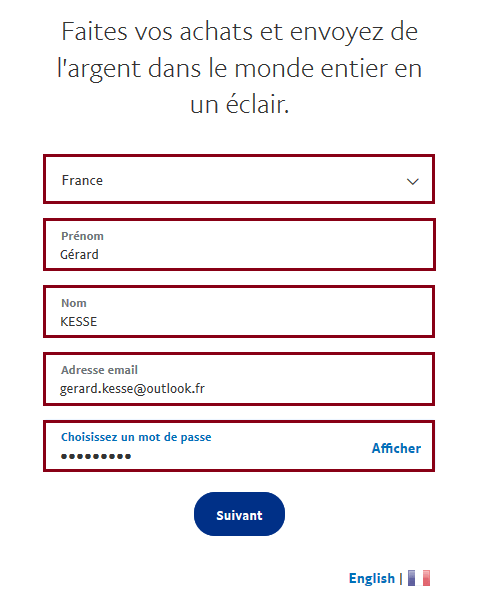 Faites vos achats et envoyez de
l'argent dans le monde entier en
un éclair.
France
Prénom
Gérard
Nom
KESSE
Adresse email
gerard.kesse@outlook.fr
Choisissez un mot de passe
•••••••••
Afficher
Suivant
English |